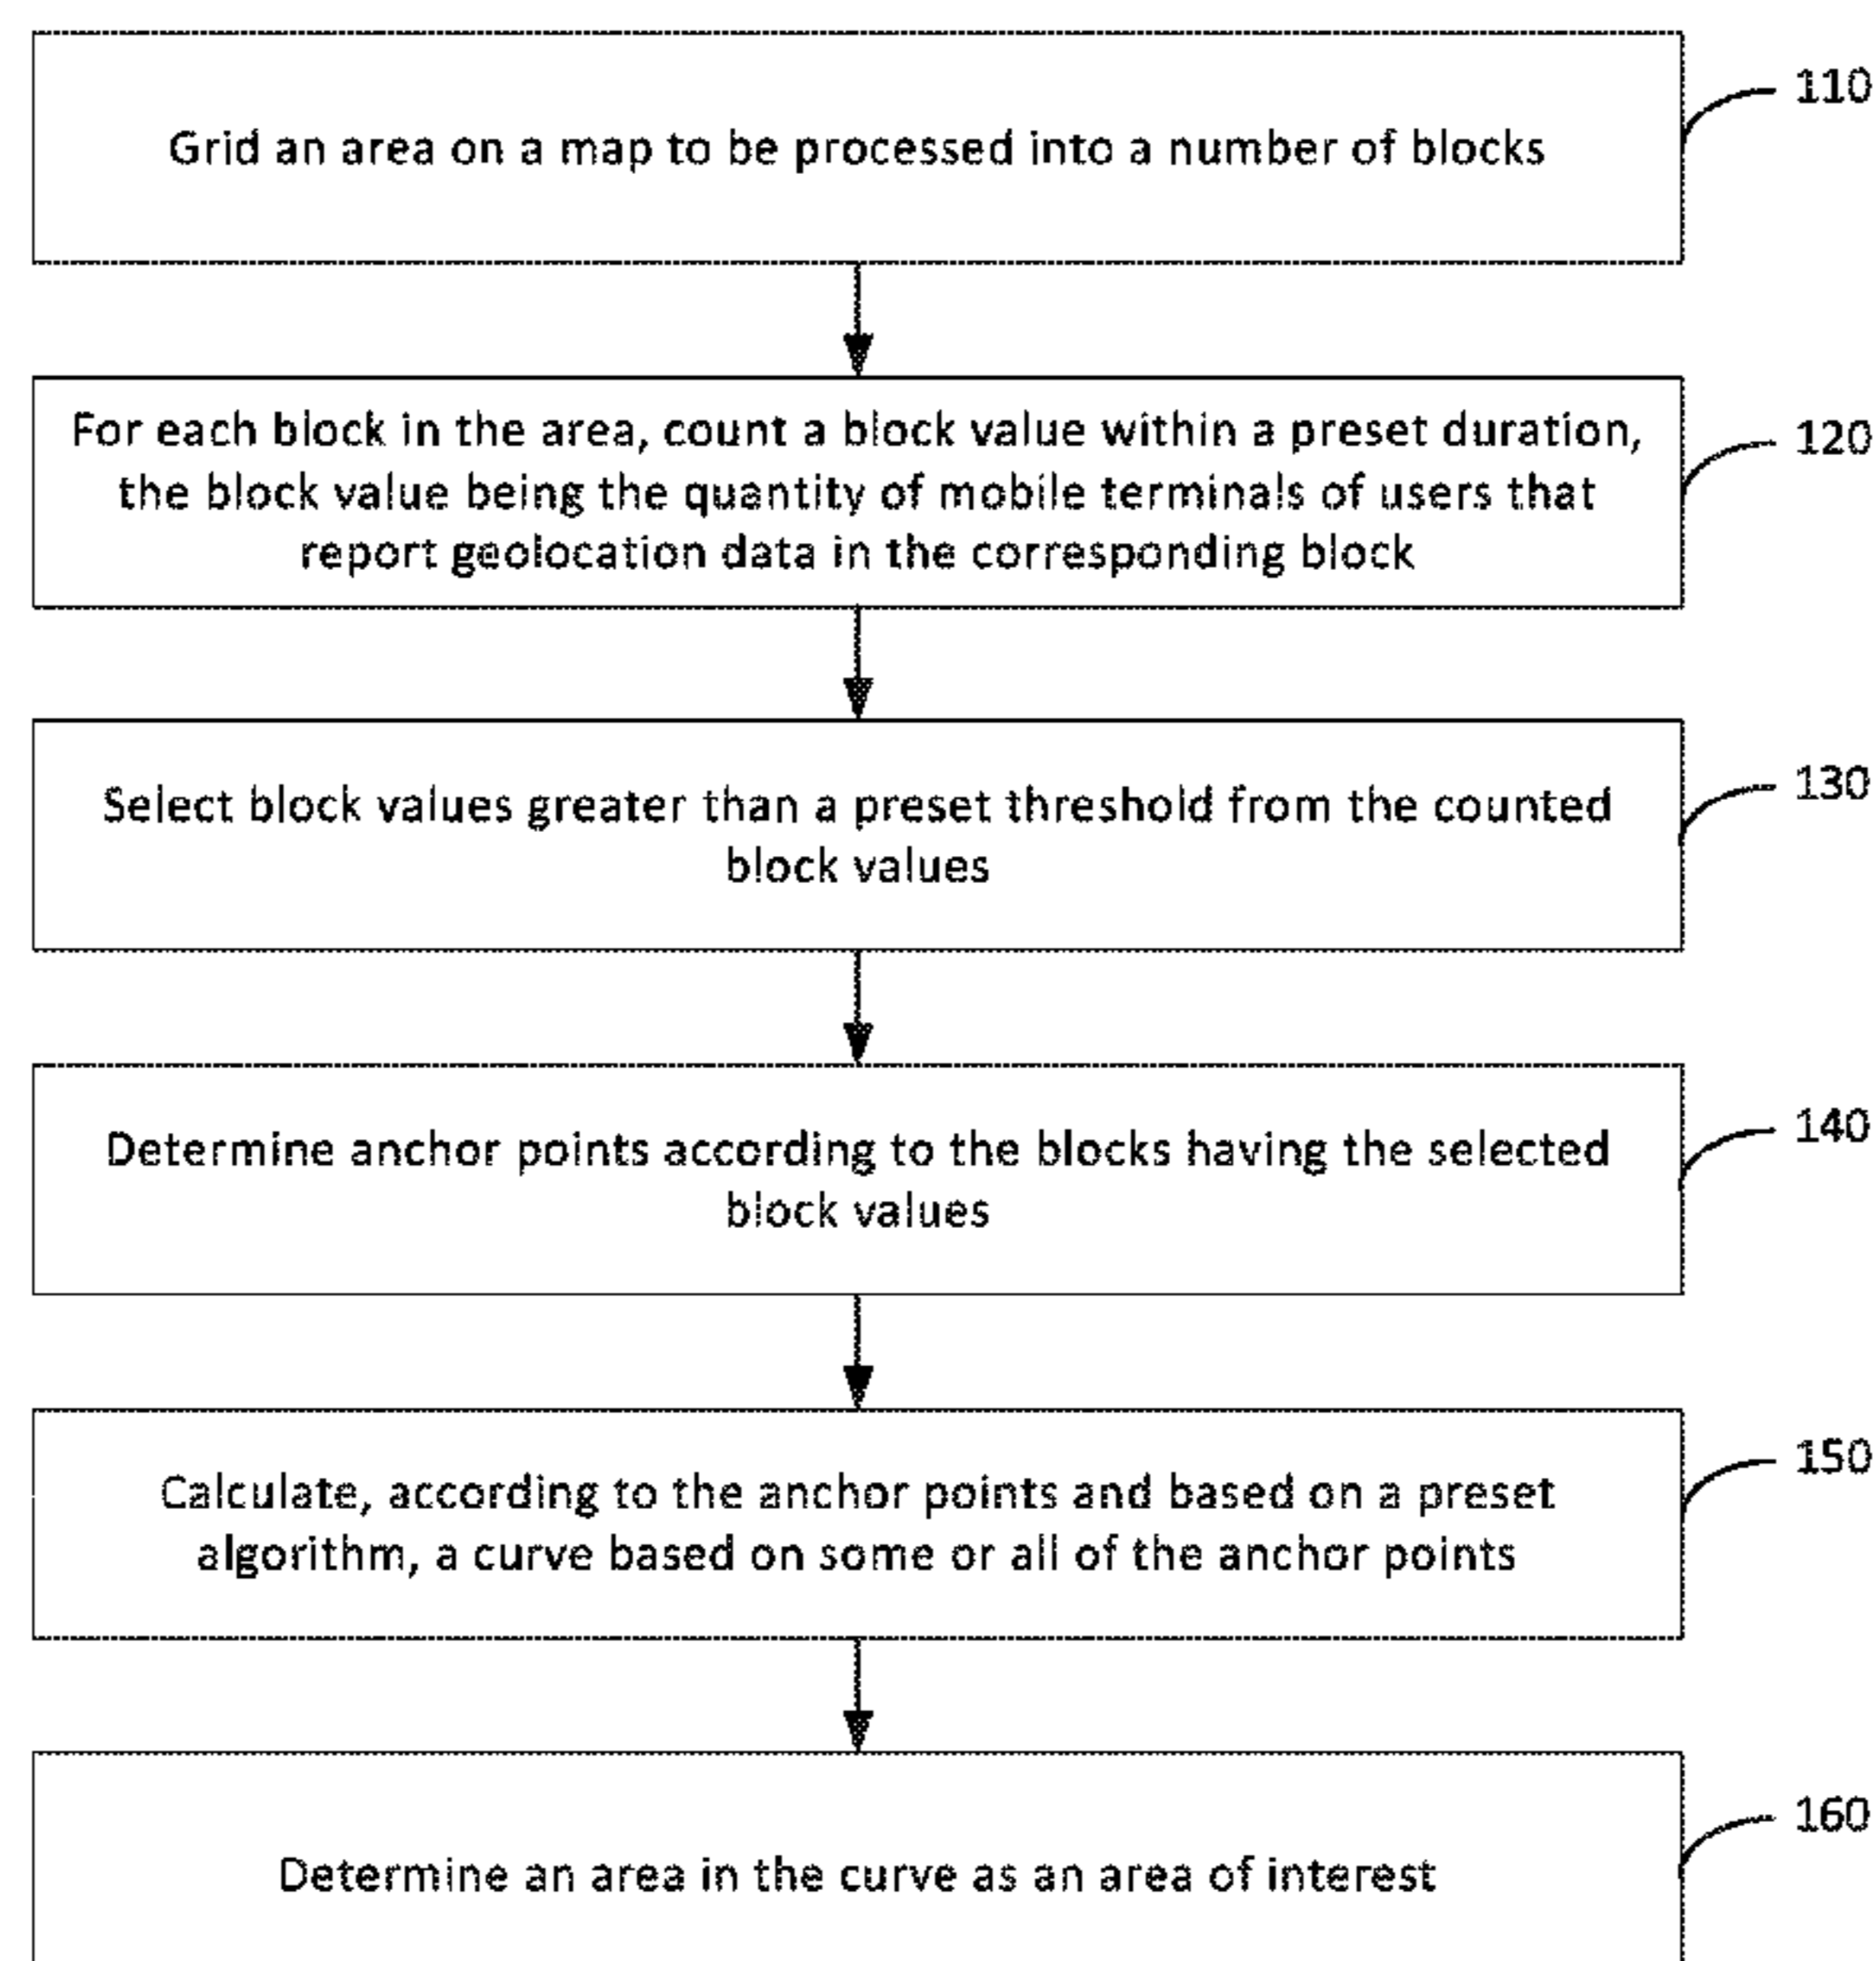 Grid an area on a map to be processed into a number of blocks
110
For each block in the area, count a block value within a preset duration,
the block value being the quantity of mobile terminals of users that
report geolocation data in the corresponding block
120
Select block values greater than a preset threshold from the counted
block values
130
Determine anchor points according to the blocks having the selected
block values
140
Calculate, according to the anchor points and based on a preset
algorithm, a curve based on some or all of the anchor points
150
Determine an area in the curve as an area of interest
160